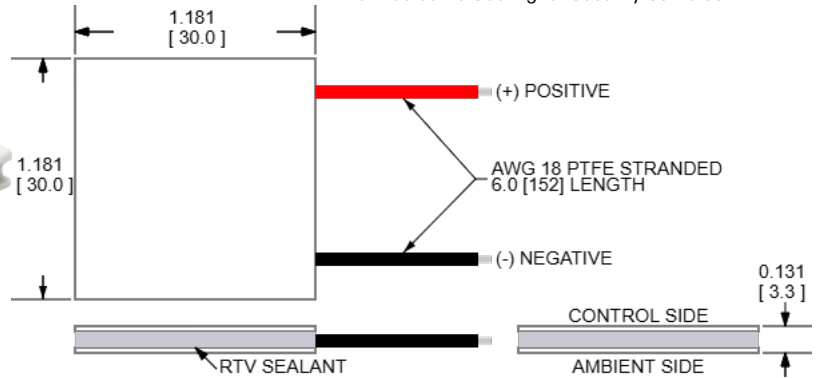 1.181
[ 30.0 ]
(+) POSITIVE
1.181
[ 30.0 ]
AWG 18 PTFE STRANDED
6.0 [152] LENGTH
(-) NEGATIVE
0.131
[ 3.3 ]
CONTROL SIDE
RTV SEALANT
AMBIENT SIDE